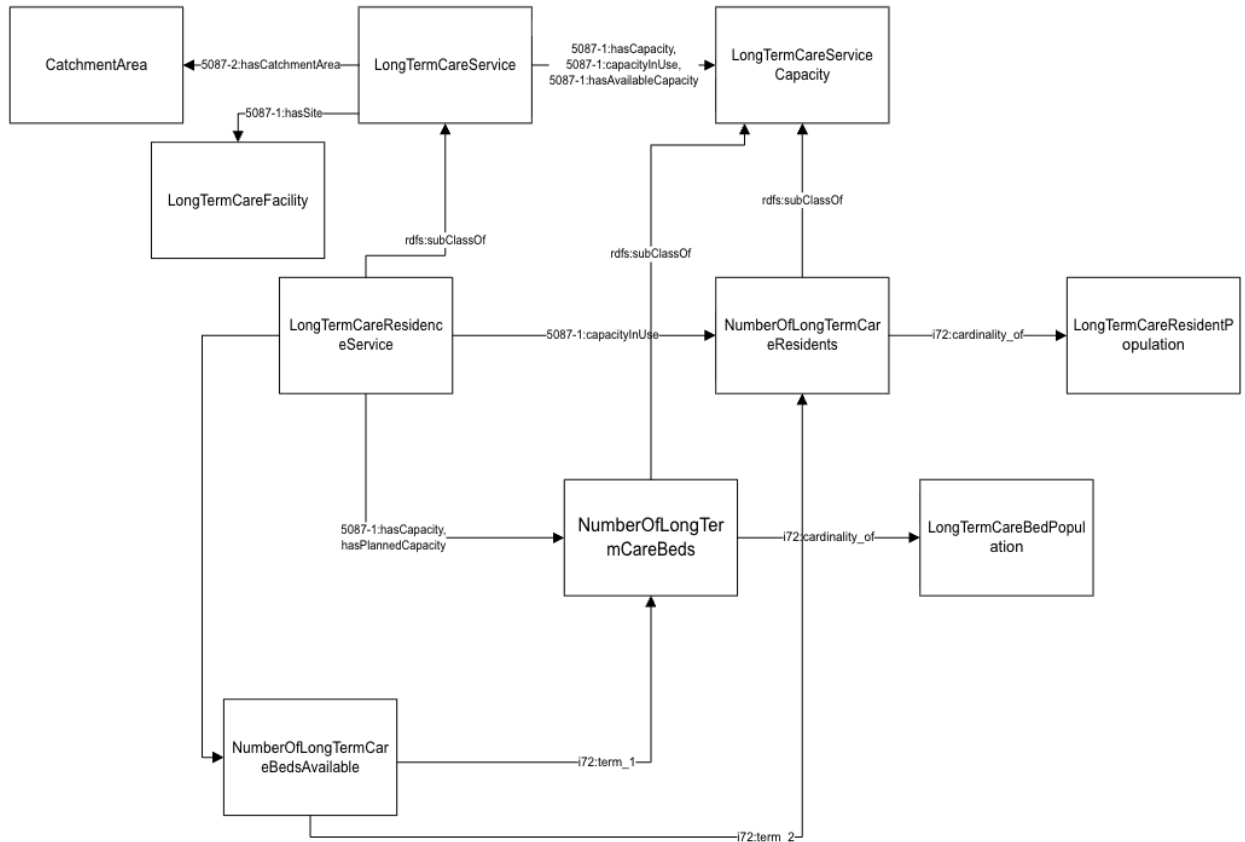 CatchmentArea
5087-2:hasCatchmentArea
LongTermCareService
5087-1:hasCapacity,
5087-1:capacityInUse,
5087-1:hasAvailableCapacity
LongTermCareService
Capacity
5087-1:hasSite
LongTermCareFacility
rdfs:subClassOf
rdfs:subClassOf
rdfs:subClassOf
LongTermCareResidenc
eService
5087-1:capacityInUse
NumberOfLongTermCar
eResidents
i72:cardinality_of
LongTermCareResidentP
opulation
5087-1:hasCapacity,
hasPlannedCapacity
NumberOfLongTer
mCareBeds
i72:cardinality_of
LongTermCareBedPopul
ation
NumberOfLongTermCar
eBedsAvailable
i72:term_1
i72:term_2